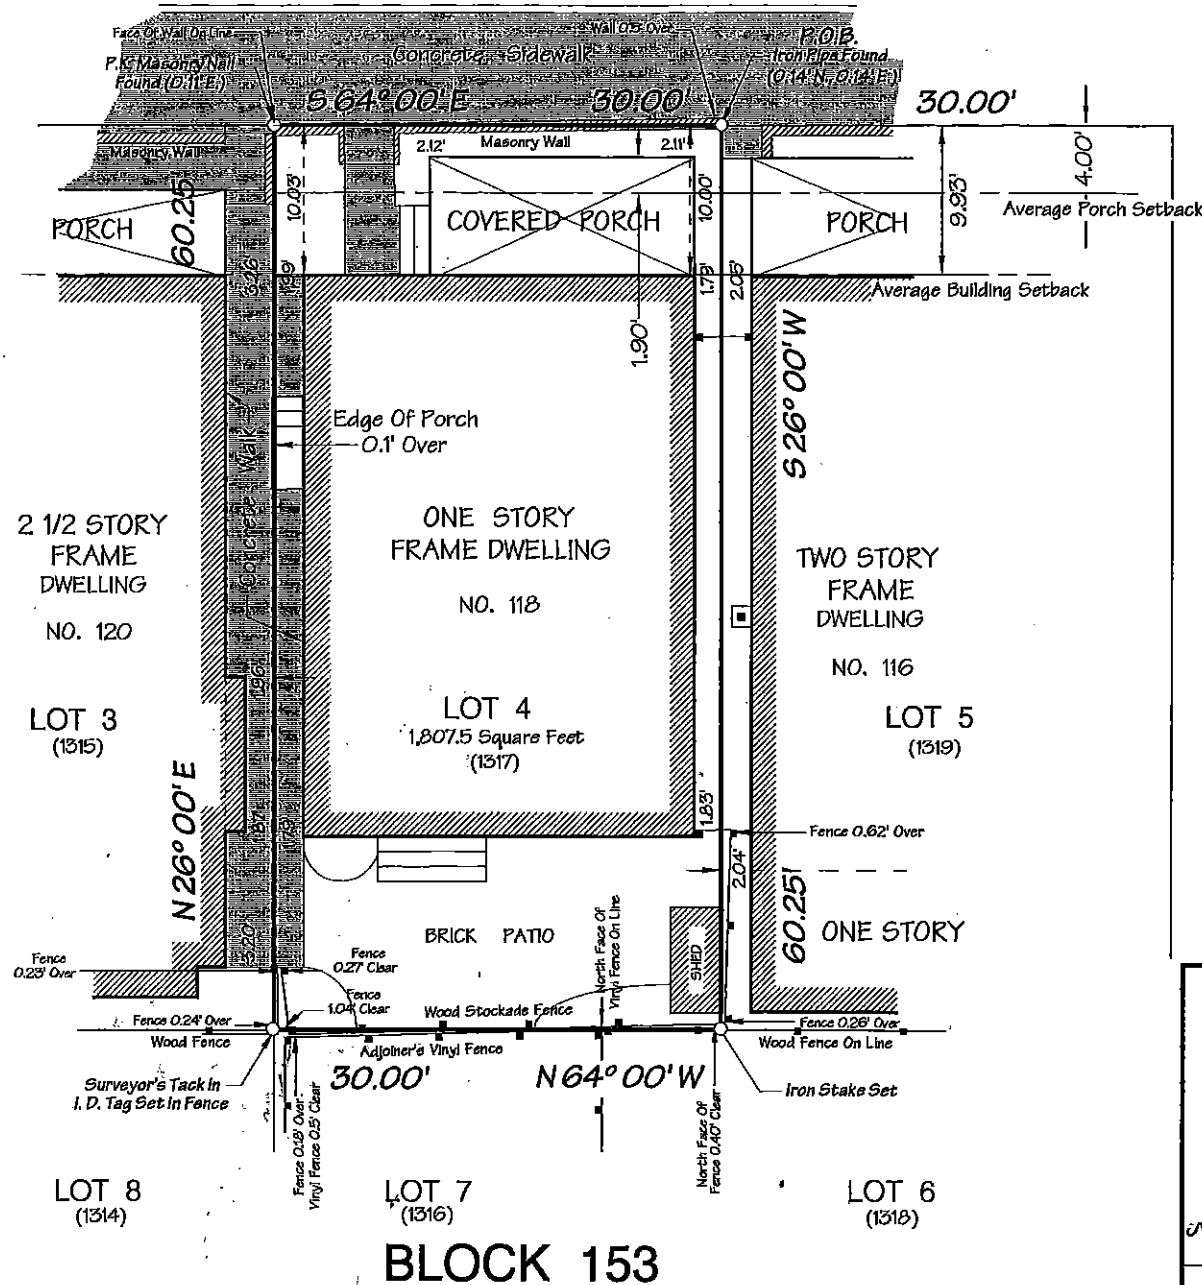 Face Of Wall On Line
Wall 0.5' Over
P.O.B.
Iron Pipe Found
(0.14' N., 0.14' E.)
P.K. Masonry Nail
Found (0.11' E.)
Concrete Sidewalk
S 64° 00' E
30.00'
30.00'
Masonry Wall
2.12'
Masonry Wall
2.11'
4.00'
60.25'
10.03'
10.00'
9.93'
PORCH
COVERED PORCH
PORCH
Average Porch Setback
3.26'
1.99'
1.79'
2.05'
Average Building Setback
1.90'
S 26° 00' W
Edge Of Porch
0.1' Over
Concrete Walk
2 1/2 STORY
FRAME
DWELLING
NO. 120
ONE STORY
FRAME DWELLING
NO. 118
TWO STORY
FRAME
DWELLING
NO. 116
1.96'
LOT 3
(1315)
LOT 4
1,807.5 Square Feet
(1317)
LOT 5
(1319)
N 26° 00' E
1.83'
Fence 0.62' Over
2.04'
60.25'
ONE STORY
3.20'
BRICK PATIO
SHED
North Face Of
Vinyl Fence On Line
Fence
0.23' Over
Fence
0.27' Clear
Fence
1.04' Clear
Wood Stockade Fence
Fence 0.24' Over
Wood Fence
Fence 0.26' Over
Wood Fence On Line
Adjoiner's Vinyl Fence
30.00'
N 64° 00' W
Surveyor's Tack In
I. D. Tag Set In Fence
Iron Stake Set
Fence 0.18' Over
Vinyl Fence 0.5' Clear
North Face Of
Fence 0.40' Clear
LOT 8
(1314)
LOT 7
(1316)
LOT 6
(1318)
BLOCK 153